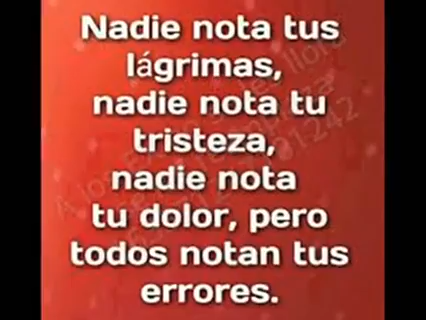 Nadie nota tus
lágrimas,
nadie nota tu
tristeza,
nadie nota
tu dolor, pero
todos notan tus
errores.